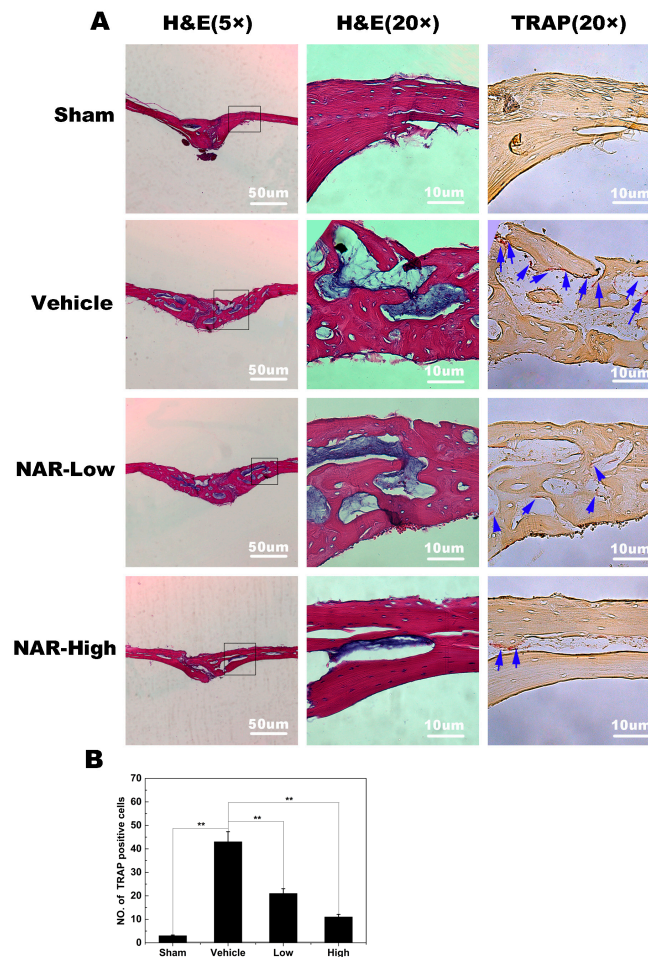 A
H&E(5×)
H&E(20×)
TRAP(20×)
Sham
50um
10um
10um
Vehicle
50um
10um
10um
NAR-Low
50um
10um
10um
NAR-High
50um
10um
10um
B
NO. of TRAP positive cells
70
60
50
40
30
20
10
0
**
**
**
Sham
Vehicle
Low
High